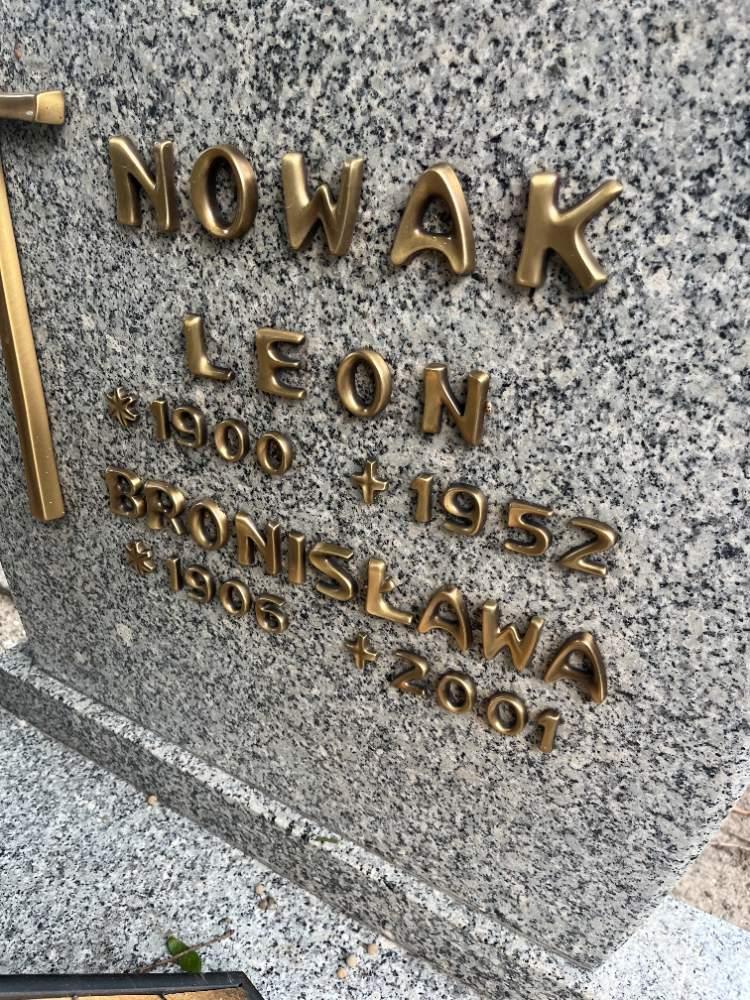 NOWAK
LEON
* 1900 + 1952
BRONISŁAWA
* 1906 + 2001